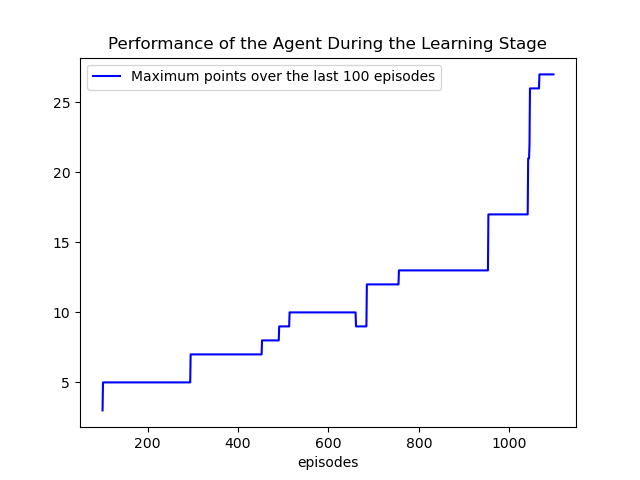 Performance of the Agent During the Learning Stage
Maximum points over the last 100 episodes
25
20
15
10
5
200 400 600 800 1000
episodes